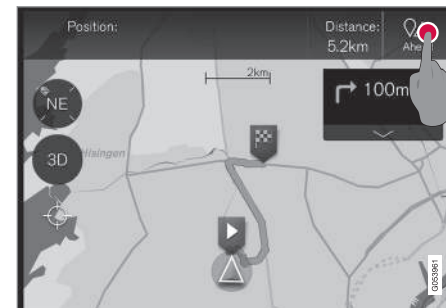 Position:
Distance:
5.2km
Ahe
2km
100m
NE
3D
Hisingen
G053961